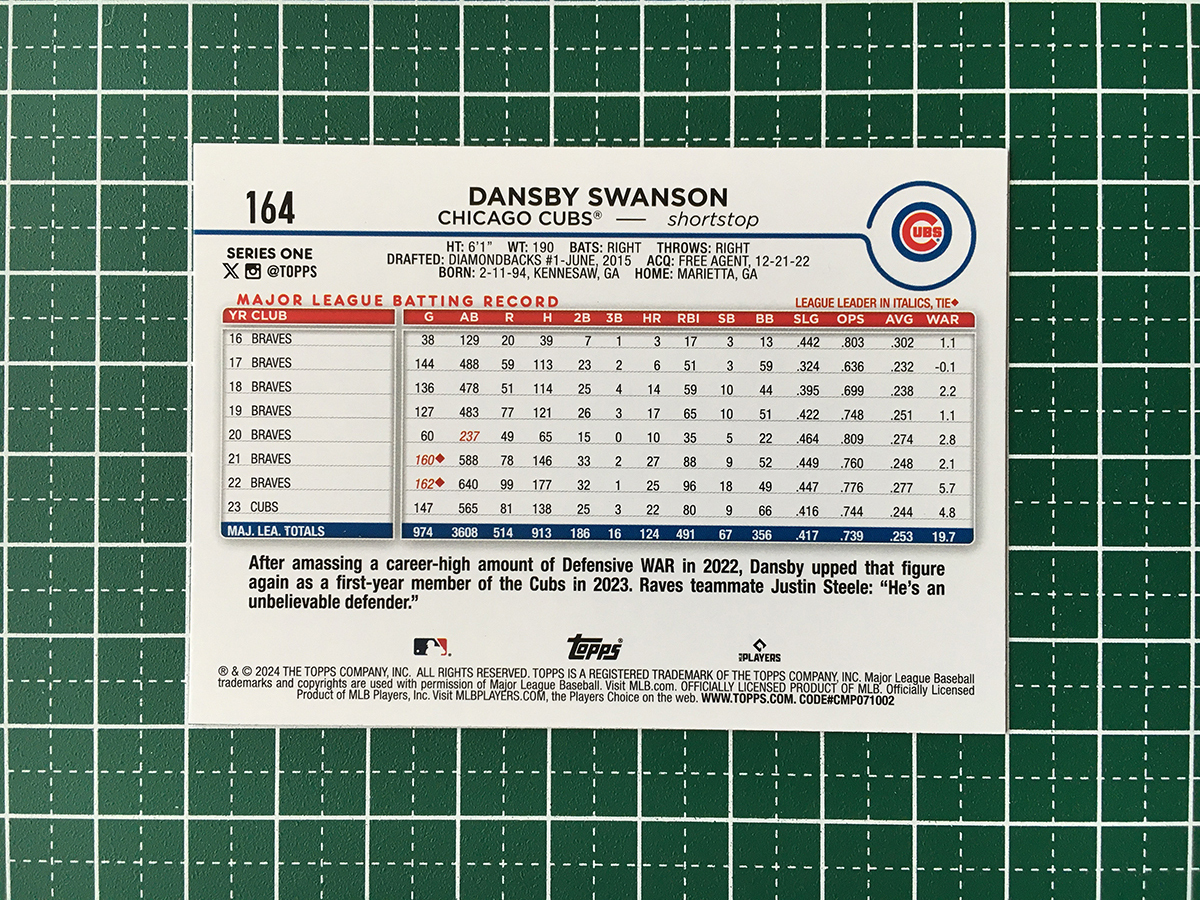 164
DANSBY SWANSON
CHICAGO CUBS® — shortstop
CUBS
SERIES ONE
@TOPPS
HT: 6'1" WT: 190 BATS: RIGHT THROWS: RIGHT
DRAFTED: DIAMONDBACKS #1-JUNE, 2015 ACQ: FREE AGENT, 12-21-22
BORN: 2-11-94, KENNESAW, GA HOME: MARIETTA, GA
MAJOR LEAGUE BATTING RECORD LEAGUE LEADER IN ITALICS, TIE◆
YR CLUB G AB R H 2B 3B HR RBI SB BB SLG OPS AVG WAR
16 BRAVES 38 129 20 39 7 1 3 17 3 13 .442 .803 .302 1.1
17 BRAVES 144 488 59 113 23 2 6 51 3 59 .324 .636 .232 -0.1
18 BRAVES 136 478 51 114 25 4 14 59 10 44 .395 .699 .238 2.2
19 BRAVES 127 483 77 121 26 3 17 65 10 51 .422 .748 .251 1.1
20 BRAVES 60 237 49 65 15 0 10 35 5 22 .464 .809 .274 2.8
21 BRAVES 160◆ 588 78 146 33 2 27 88 9 52 .449 .760 .248 2.1
22 BRAVES 162◆ 640 99 177 32 1 25 96 18 49 .447 .776 .277 5.7
23 CUBS 147 565 81 138 25 3 22 80 9 66 .416 .744 .244 4.8
MAJ. LEA. TOTALS 974 3608 514 913 186 16 124 491 67 356 .417 .739 .253 19.7
After amassing a career-high amount of Defensive WAR in 2022, Dansby upped that figure
again as a first-year member of the Cubs in 2023. Raves teammate Justin Steele: “He’s an
unbelievable defender.”
Topps®
PLAYERS
® & © 2024 THE TOPPS COMPANY, INC. ALL RIGHTS RESERVED. TOPPS IS A REGISTERED TRADEMARK OF THE TOPPS COMPANY, INC. Major League Baseball
trademarks and copyrights are used with permission of Major League Baseball. Visit MLB.com. OFFICIALLY LICENSED PRODUCT OF MLB. Officially Licensed
Product of MLB Players, Inc. Visit MLBPLAYERS.COM, the Players Choice on the web. WWW.TOPPS.COM. CODE#CMP071002